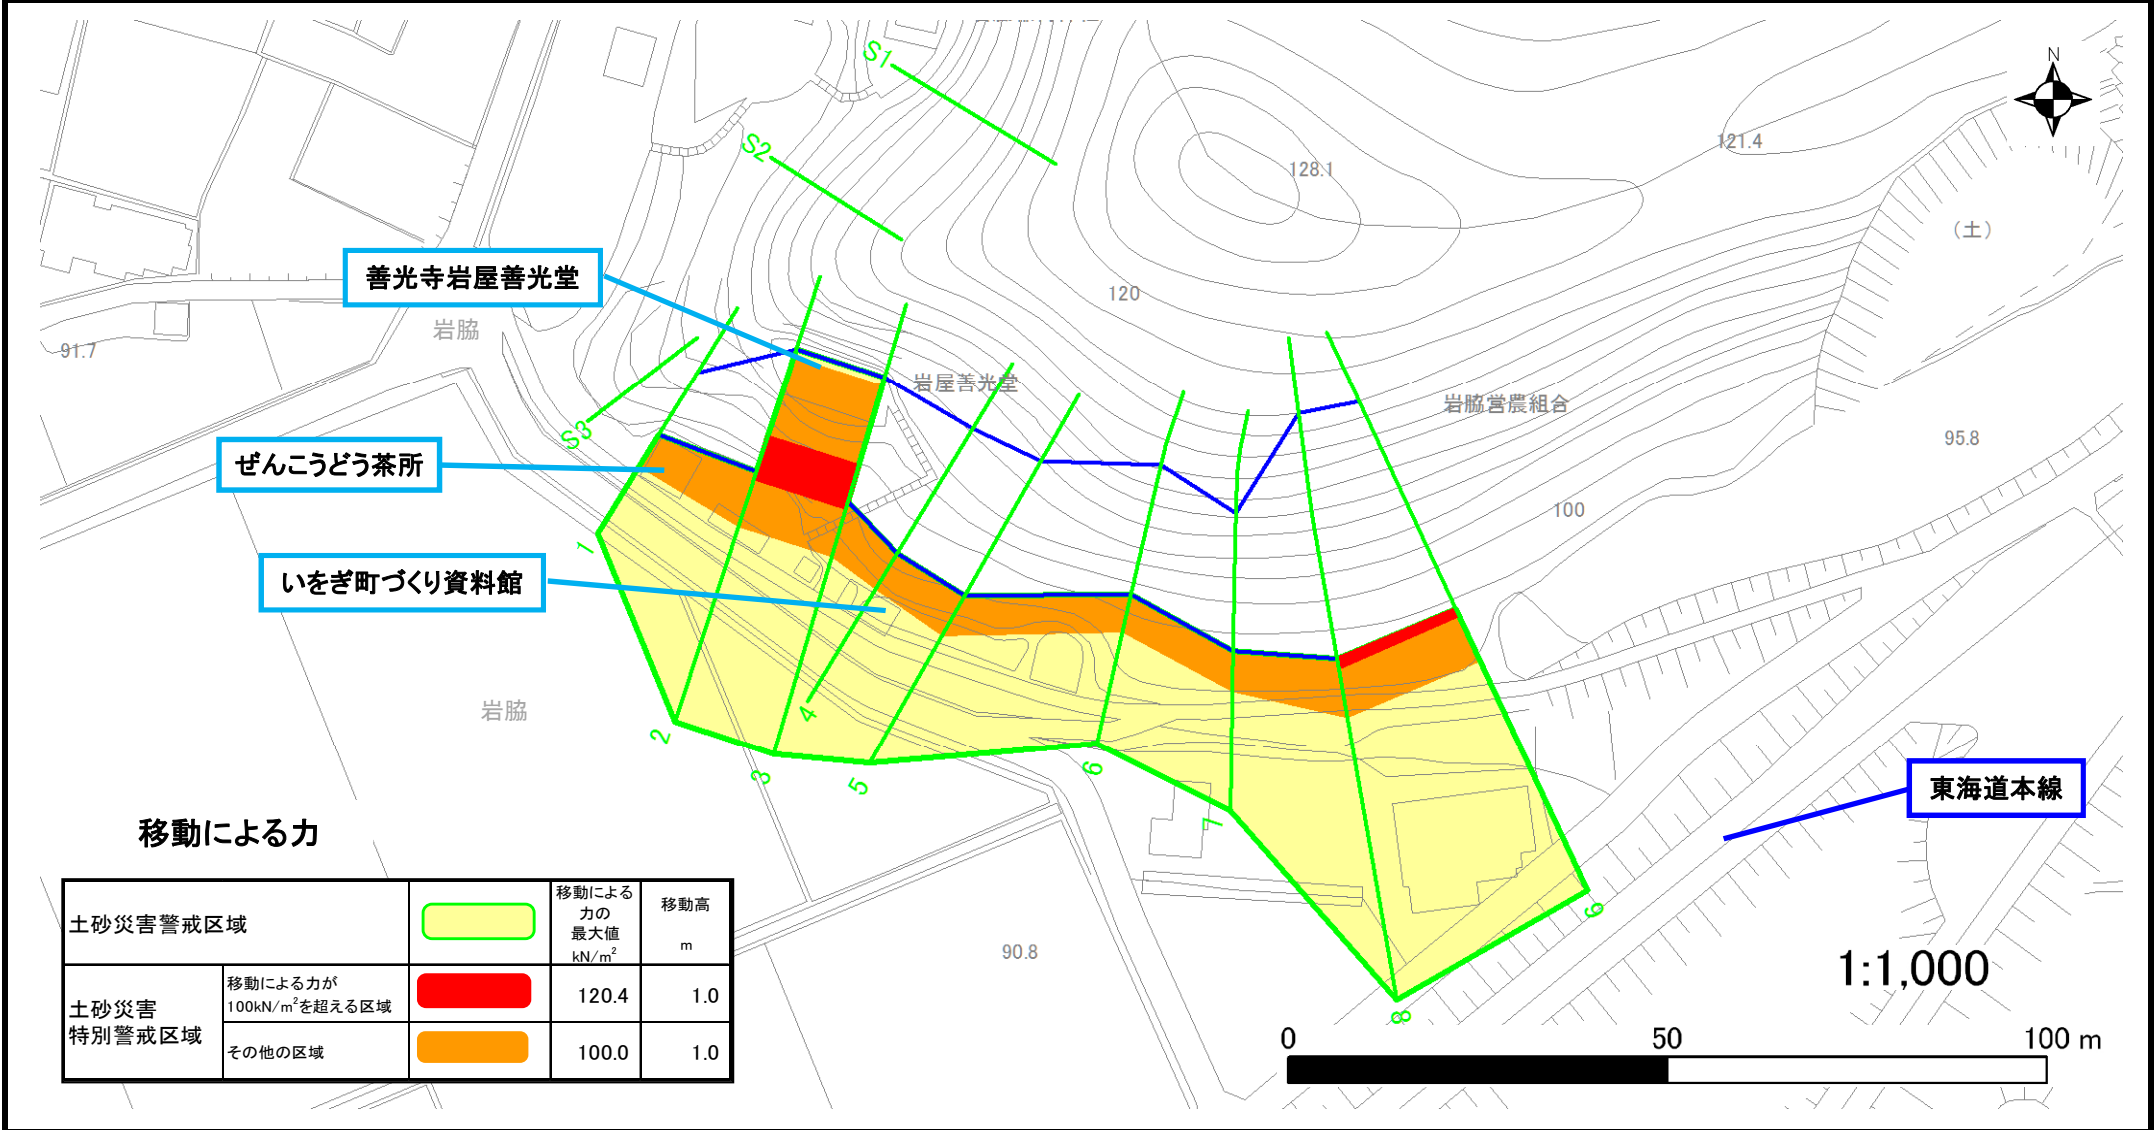 S1
N
121.4
128.1
S2
（土）
善光寺岩屋善光堂
120
岩脇
91.7
岩屋善光堂
岩脇営農組合
S3
95.8
ぜんこうどう茶所
100
1
いをぎ町づくり資料館
岩脇
4
2
3
5
6
7
東海道本線
移動による力
土砂災害警戒区域
移動による
力の
最大値
kN/m²
移動高
m
9
90.8
1:1,000
土砂災害
特別警戒区域
移動による力が
100kN/m²を超える区域
120.4
1.0
その他の区域
100.0
1.0
8
0
50
100 m